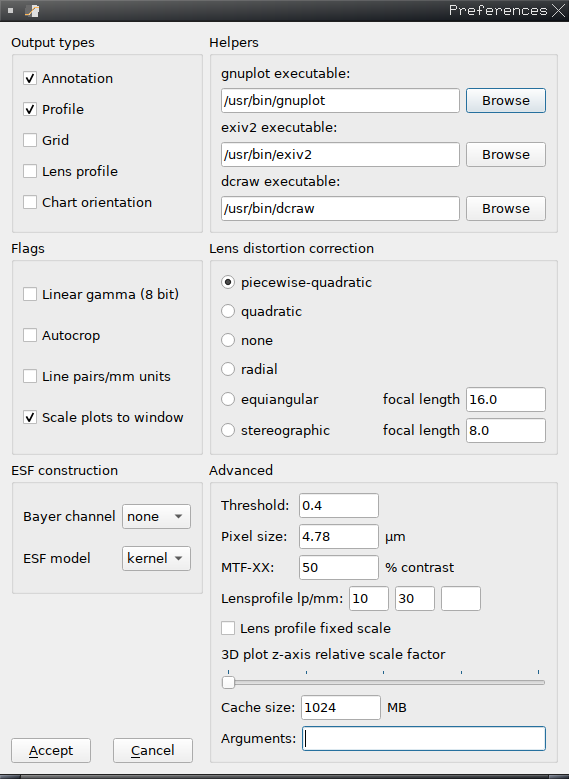 Preferences
Output types
Annotation
Profile
Grid
Lens profile
Chart orientation
Helpers
gnuplot executable:
/usr/bin/gnuplot Browse
exiv2 executable:
/usr/bin/exiv2 Browse
dcraw executable:
/usr/bin/dcraw Browse
Flags
Linear gamma (8 bit)
Autocrop
Line pairs/mm units
Scale plots to window
Lens distortion correction
piecewise-quadratic
quadratic
none
radial
equiangular focal length 16.0
stereographic focal length 8.0
ESF construction
Bayer channel none
ESF model kernel
Advanced
Threshold: 0.4
Pixel size: 4.78 µm
MTF-XX: 50 % contrast
Lensprofile lp/mm: 10 30
Lens profile fixed scale
3D plot z-axis relative scale factor
Cache size: 1024 MB
Arguments:
Accept Cancel